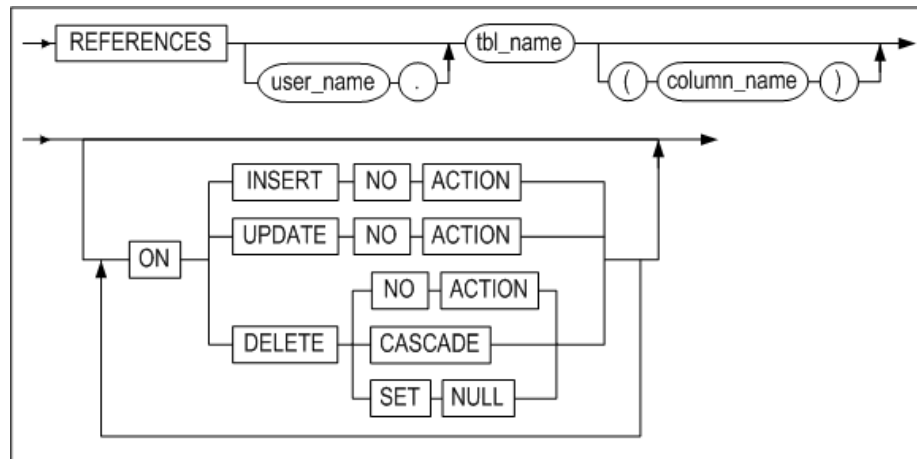 REFERENCES tbl_name
user_name . ( column_name )
INSERT NO ACTION
UPDATE NO ACTION
ON
NO ACTION
DELETE CASCADE
SET NULL